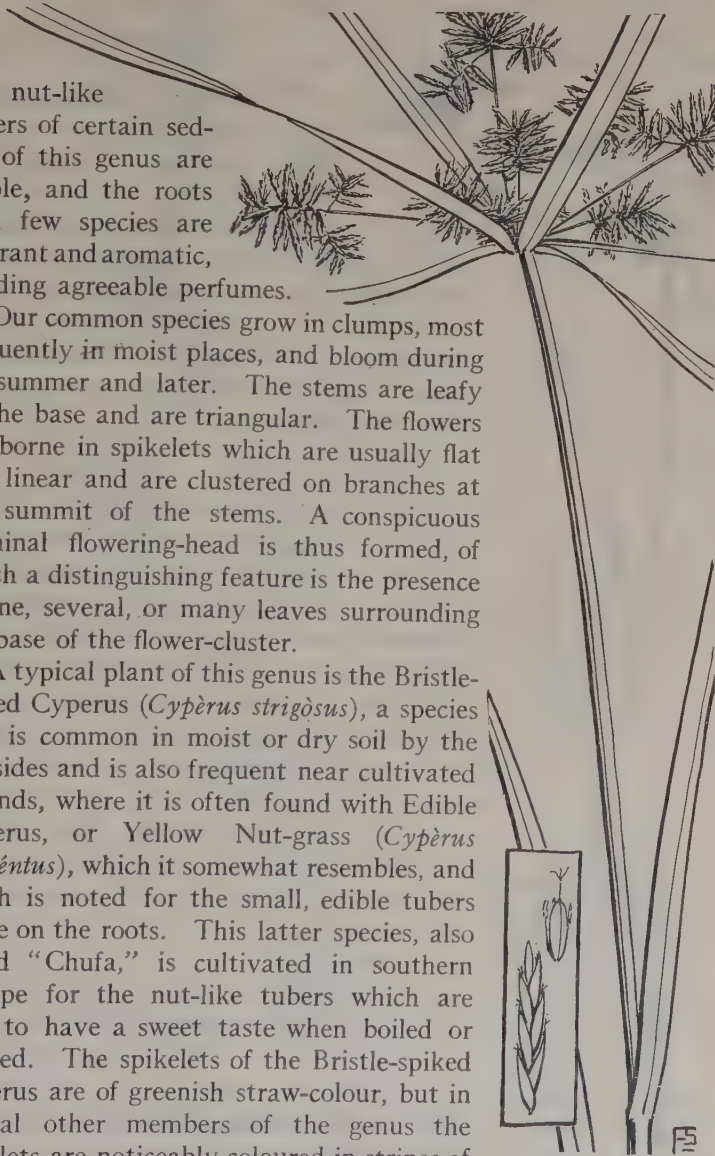 nut-like
ers of certain sed-
of this genus are
ble, and the roots
few species are
rant and aromatic,
ding agreeable perfumes.
Our common species grow in clumps, most
uently in moist places, and bloom during
summer and later. The stems are leafy
he base and are triangular. The flowers
borne in spikelets which are usually flat
linear and are clustered on branches at
summit of the stems. A conspicuous
inal flowering-head is thus formed, of
ch a distinguishing feature is the presence
ne, several, or many leaves surrounding
base of the flower-cluster.
A typical plant of this genus is the Bristle-
ed Cyperus (Cypèrus strigòsus), a species
is common in moist or dry soil by the
sides and is also frequent near cultivated
nds, where it is often found with Edible
erus, or Yellow Nut-grass (Cypèrus
éntus), which it somewhat resembles, and
h is noted for the small, edible tubers
e on the roots. This latter species, also
d “Chufa,” is cultivated in southern
pe for the nut-like tubers which are
to have a sweet taste when boiled or
ed. The spikelets of the Bristle-spiked
erus are of greenish straw-colour, but in
al other members of the genus the
lets are noticeably coloured in stripes of